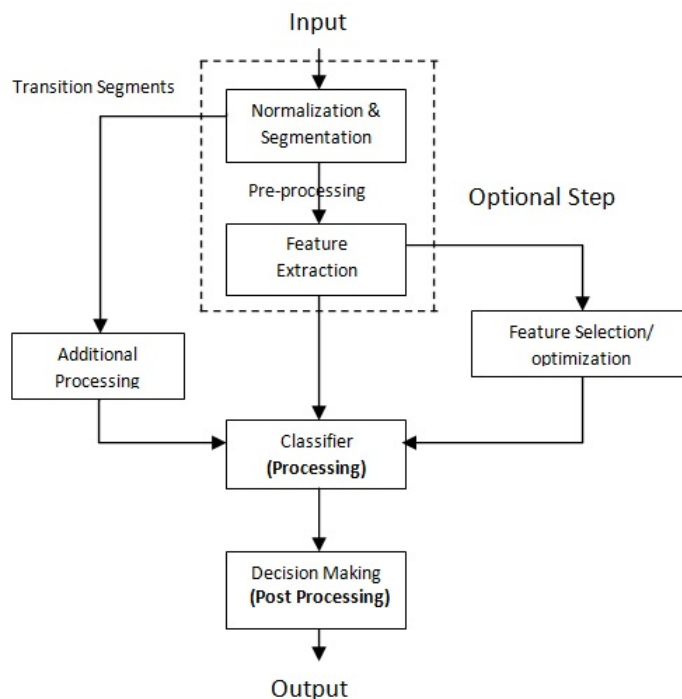 Input
Transition Segments
Normalization &
Segmentation
Pre-processing
Optional Step
Feature
Extraction
Additional
Processing
Feature Selection/
optimization
Classifier
(Processing)
Decision Making
(Post Processing)
Output